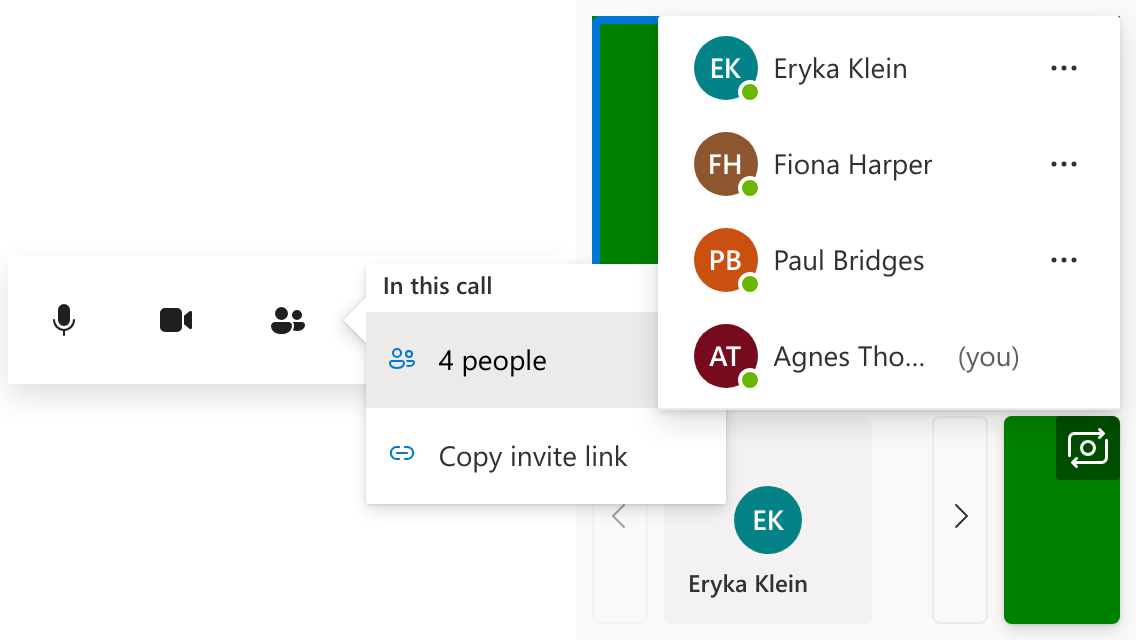 EK Eryka Klein
FH Fiona Harper
PB Paul Bridges
AT Agnes Tho... (you)
In this call
4 people
Copy invite link
EK
Eryka Klein